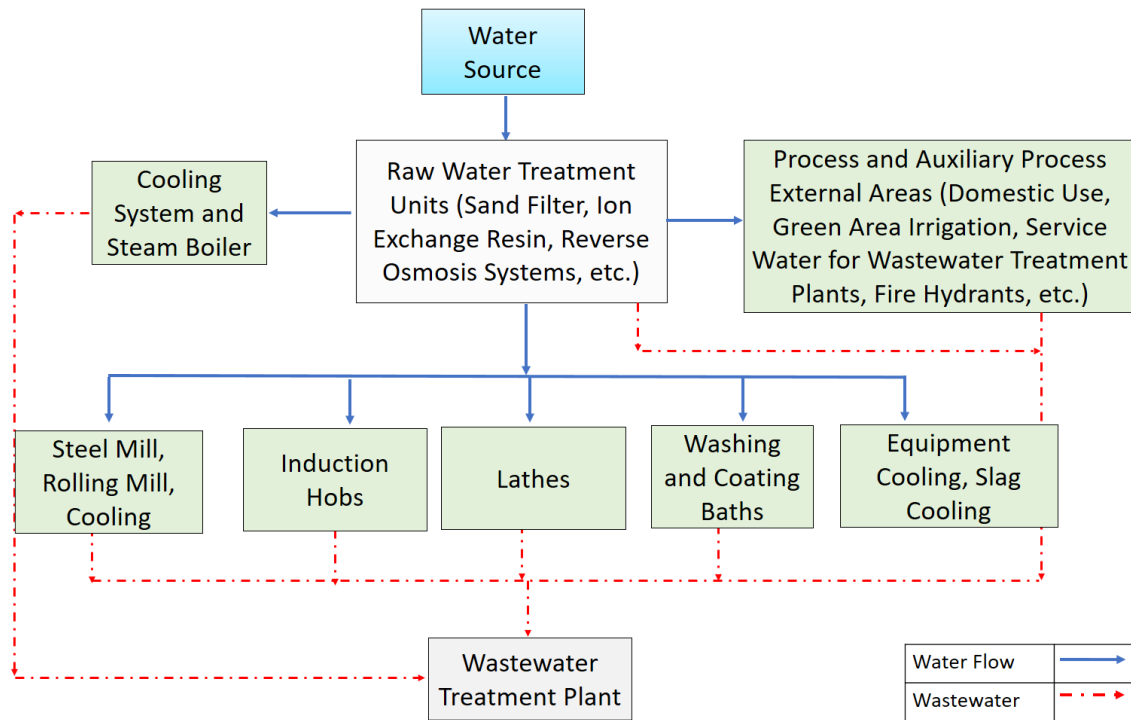 Water
Source
Cooling
System and
Steam Boiler
Raw Water Treatment
Units (Sand Filter, Ion
Exchange Resin, Reverse
Osmosis Systems, etc.)
Process and Auxiliary Process
External Areas (Domestic Use,
Green Area Irrigation, Service
Water for Wastewater Treatment
Plants, Fire Hydrants, etc.)
Steel Mill,
Rolling Mill,
Cooling
Induction
Hobs
Lathes
Washing
and Coating
Baths
Equipment
Cooling, Slag
Cooling
Wastewater
Treatment Plant
Water Flow
Wastewater